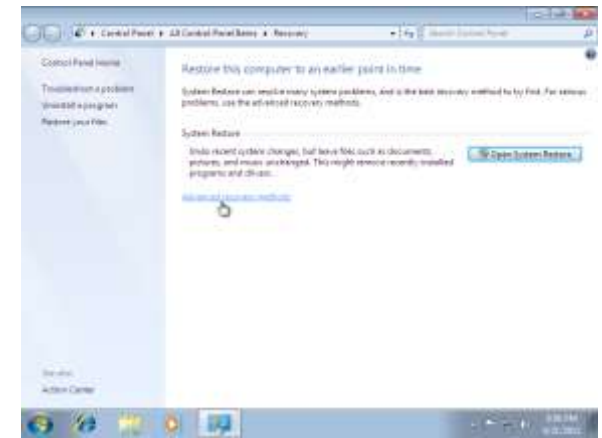 Control Panel ▸ All Control Panel Items ▸ Recovery
Search Control Panel
Control Panel Home
Troubleshoot a problem
Uninstall a program
Restore your files
Restore this computer to an earlier point in time
System Restore can resolve many system problems, and is the best recovery method to try first. For serious
problems, use the advanced recovery methods.
System Restore
Undo recent system changes, but leave files such as documents,
pictures, and music unchanged. This might remove recently installed
programs and drivers.
Open System Restore
Advanced recovery methods
See also
Action Center